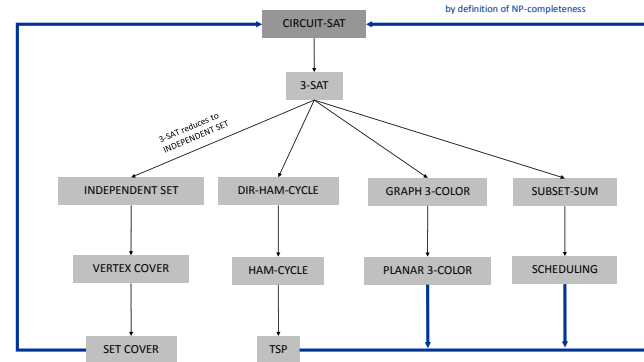 by definition of NP-completeness
CIRCUIT-SAT
3-SAT
3-SAT reduces to
INDEPENDENT SET
INDEPENDENT SET
DIR-HAM-CYCLE
GRAPH 3-COLOR
SUBSET-SUM
VERTEX COVER
HAM-CYCLE
PLANAR 3-COLOR
SCHEDULING
SET COVER
TSP